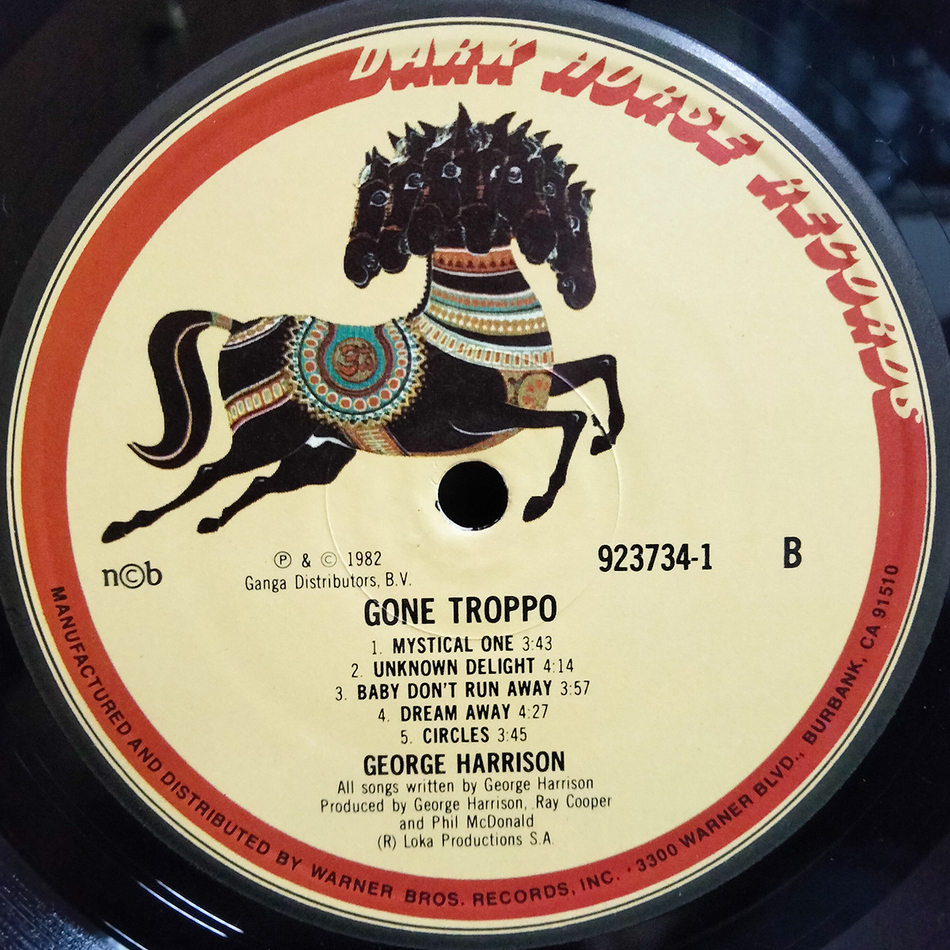 DARK HORSE RECORDS
n©b
℗ & © 1982
Ganga Distributors, B.V.
923734-1
B
GONE TROPPO
1. MYSTICAL ONE 3:43
2. UNKNOWN DELIGHT 4:14
3. BABY DON'T RUN AWAY 3:57
4. DREAM AWAY 4:27
5. CIRCLES 3:45
GEORGE HARRISON
All songs written by George Harrison
Produced by George Harrison, Ray Cooper
and Phil McDonald
(R) Loka Productions S.A.
MANUFACTURED AND DISTRIBUTED BY WARNER BROS. RECORDS, INC. · 3300 WARNER BLVD., BURBANK, CA 91510